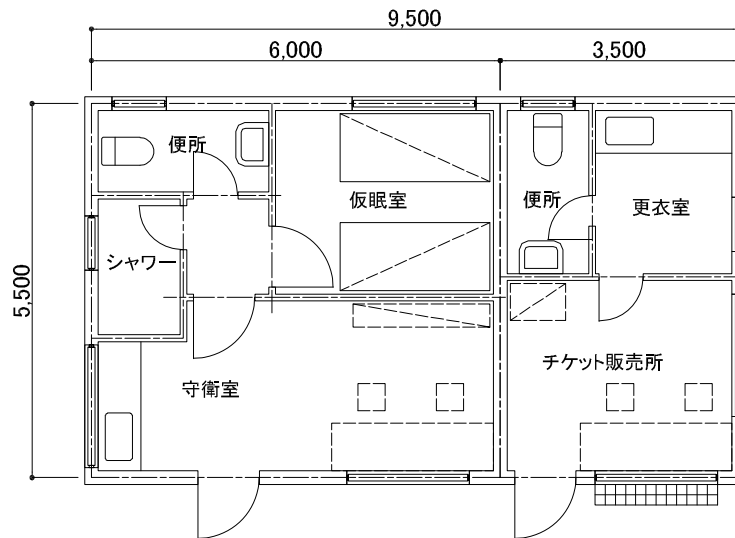 9,500
6,000
3,500
便所
仮眠室
便所
更衣室
シャワー
5,500
守衛室
チケット販売所